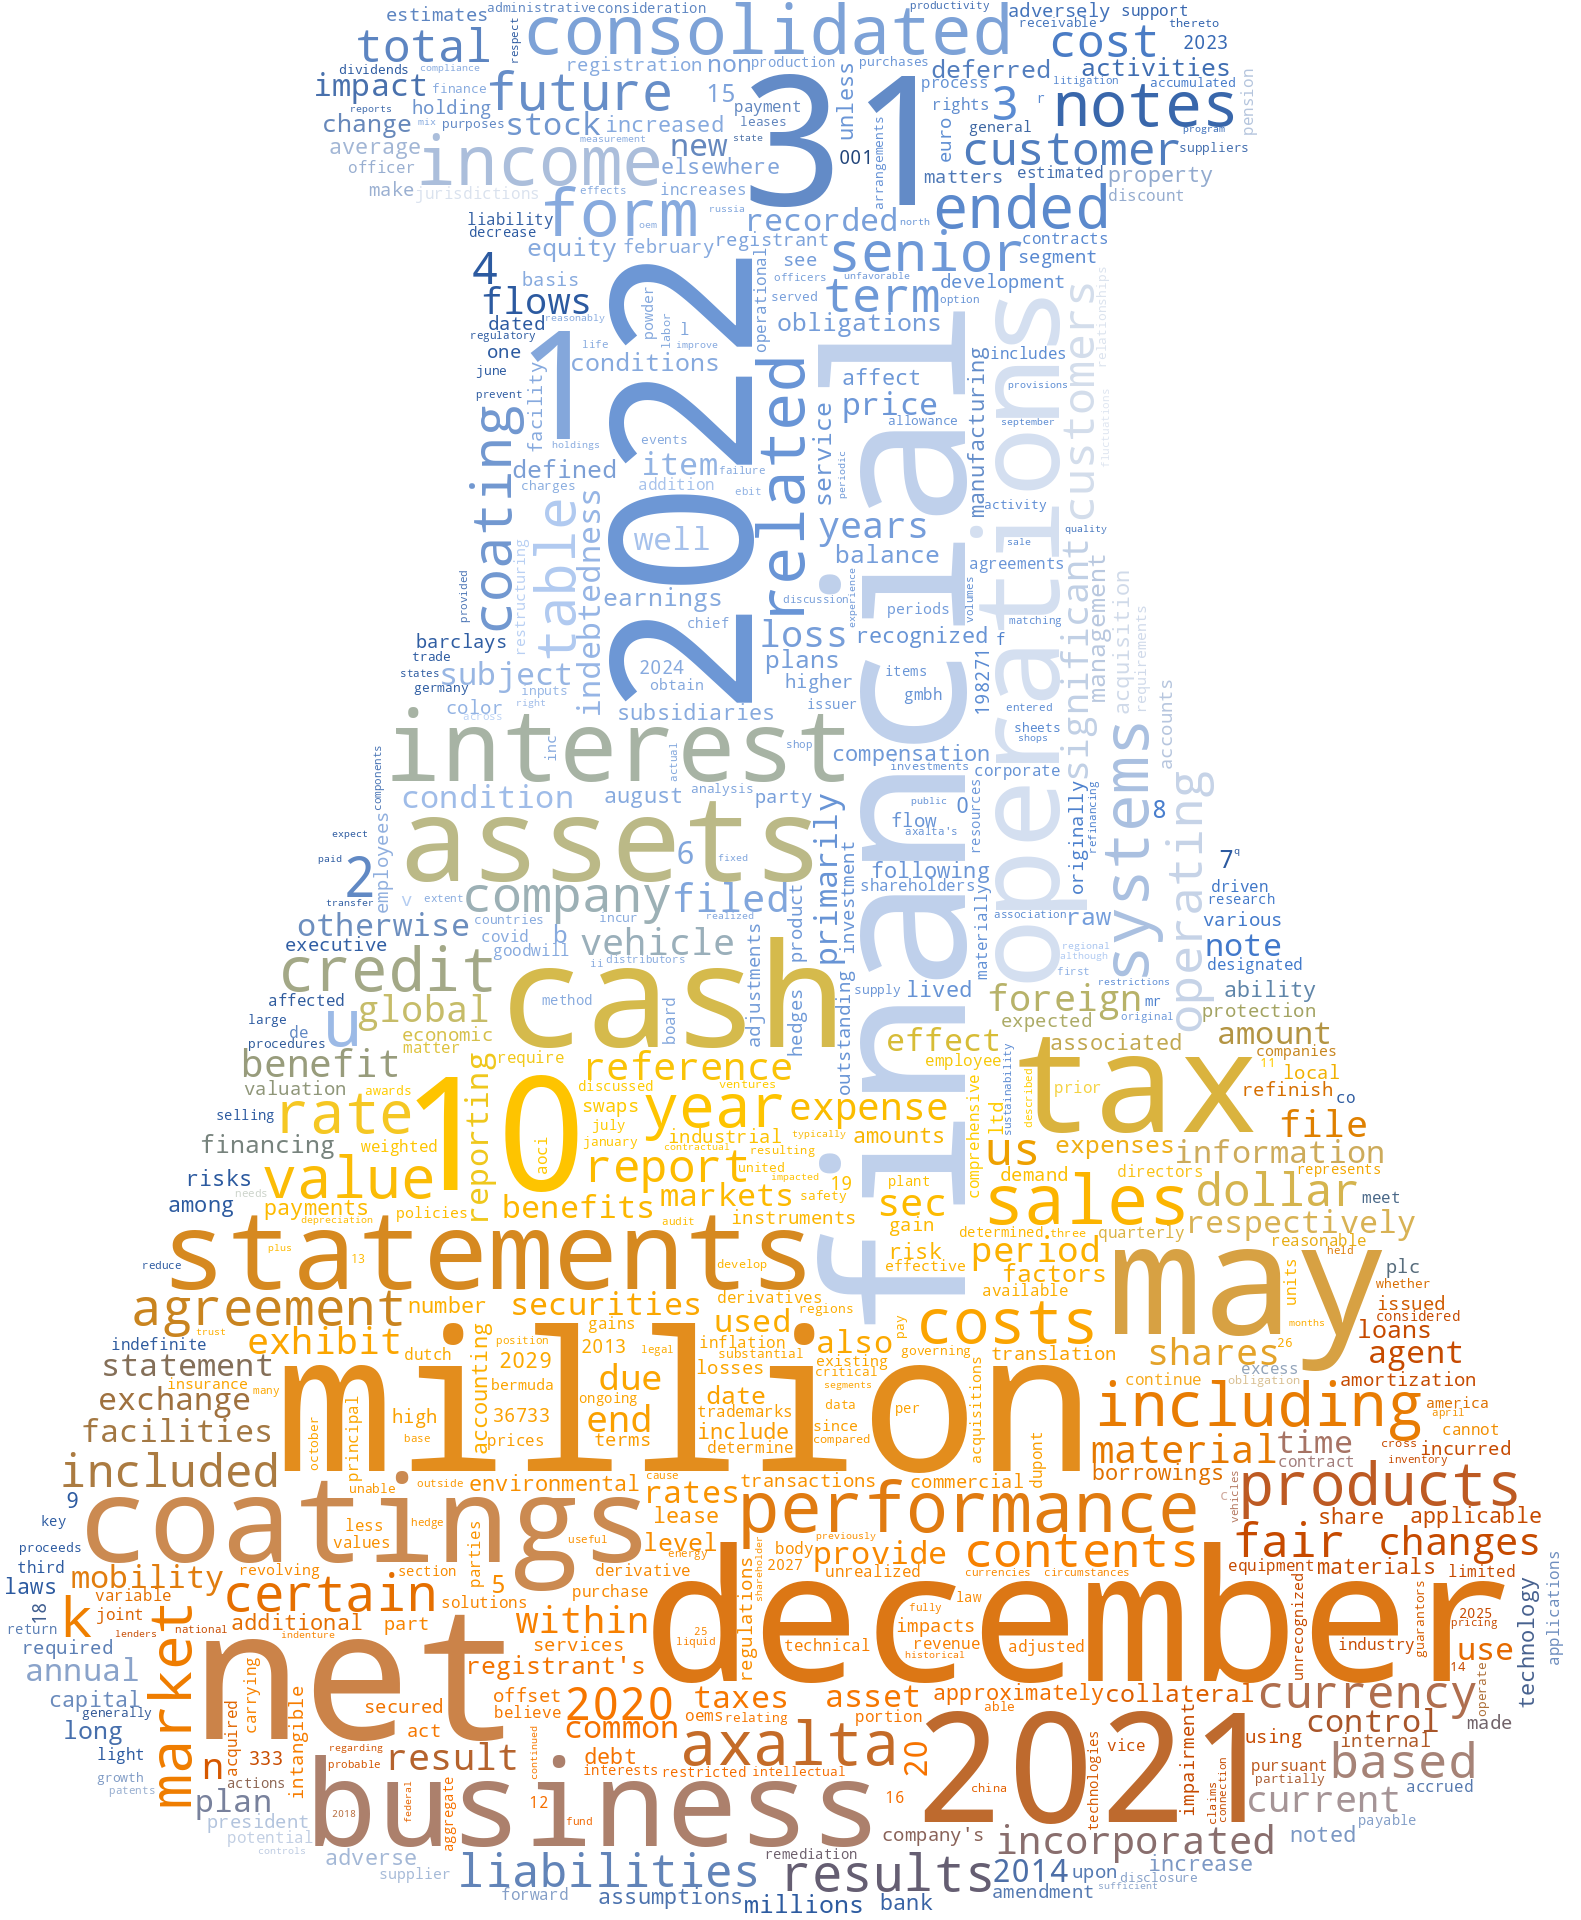 estimates administrative consideration productivity adversely support
total respect consolidated receivable thereto
cost 2023
dividends compliance registration non production purchases deferred activities
impact finance future 15 process litigation accumulated
reports holding payment unless rights 3 r notes pension
change mix purposes stock increased leases euro general program
average measurement new state 31 001 arrangements customer suppliers
officer income elsewhere matters estimated property
make jurisdictions effects increases discount
liability form russia recorded north ended
decrease oem
equity february registrant senior contracts
4 basis operational see segment
officers unfavorable development
flows powder served term option
dated reasonably labor l obligations
regulatory 1 life improve
one conditions includes
june facility affect manufacturing customers relationships
prevent price provisions
coating holdings events service allowance september fluctuations
2022 related financial operations
defined item failure periodic
charges addition ebit activity
table indebtedness well years quality
restructuring balance sale
provided agreements significant management
earnings discussion experience periods volumes acquisition requirements
chief matching
barclays loss recognized f
trade plans
states subject 2024 items
germany inputs obtain higher gmbh 198271
color right issuer entered
across subsidiaries sheets accounts
interest inc actual shop compensation shops systems
components investments corporate
condition august analysis party public 0 resources originally refinancing 8 operating
expect employees assets primarily flow
axalta's
paid 2 6 fixed following 7 q
transfer v extent company filed investment shareholders materially driven
research
otherwise countries incur realized product association raw various
executive covid b vehicle regional note
goodwill ii distributors although designated
credit cash adjustments first restrictions
affected method supply lived ability
large u global board hedges outstanding foreign mr protection
de economic expected original
procedures matter effect associated amount
benefit require reference employee sustainability tax companies
valuation awards reporting discussed ventures comprehensive described prior 11 local
rate 10 swaps year expense ltd refinish co
selling july
financing weighted aoci january industrial typically amounts us file
contractual resulting expenses information
risks value report united impacted 19 plant demand directors represents
needs markets safety sec sales dollar meet
among payments policies benefits instruments gain
depreciation audit determined three quarterly respectively
statements risk period reasonable
plus 13 effective may held
reduce develop factors plc
available units whether
agreement number securities derivatives issued
regions considered
trust gains used costs months
indefinite exhibit position 2013 legal inflation also pay 26 loans
dutch substantial governing translation
statement 2029 due losses existing shares agent
insurance accounting critical excess
many bermuda segments continue obligation amortization
exchange million ongoing date acquisitions including
principal high 36733 trademarks data per america
end april
facilities october base prices include since cannot
terms determine compared material time cross incurred
included cause contract inventory
unable outside environmental transactions commercial dupont borrowings
9 coatings rates vehicles c products
less hedge lease performance share applicable
key values useful previously
proceeds level body fair changes
third revolving section parties energy shareholder provide contents
mobility derivative 2027 currencies circumstances equipment materials limited
laws variable certain 5 purchase unrealized
18 joint solutions fully law december unrecognized guarantors 2025 technology applications
return k additional part within 25 impacts pricing
lenders national liquid regulations
required indenture services technical revenue adjusted industry use
market net historical 14
annual registrant's
capital carrying secured offset 2020 taxes asset approximately collateral currency operate
generally believe oems relating portion able
long acquired intangible act common axalta 20 2021 impairment control made
using internal
light n 333 regarding result continued debt vice
probable interests restricted intellectual pursuant based
growth actions technologies partially accrued
patents china claims connection
plan federal aggregate business 12 16 current
president 2018 fund payable
potential company's incorporated noted
controls
adverse remediation
supplier liabilities results 2014 upon increase
disclosure
forward assumptions amendment sufficient
millions bank